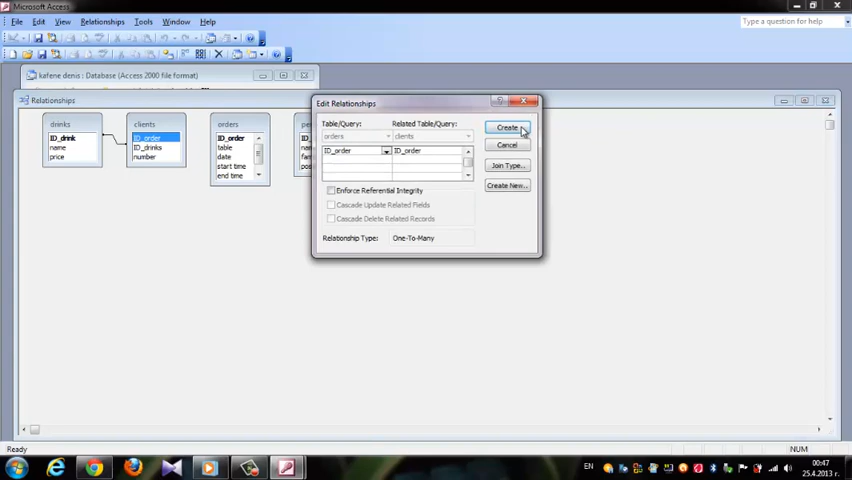 Microsoft Access
File Edit View Relationships Tools Window Help
Type a question for help
kafene denis : Database (Access 2000 file format)
Relationships
drinks
ID_drink
name
price
clients
ID_order
ID_drinks
number
orders
ID_order
table
date
start time
end time
Edit Relationships
Table/Query: Related Table/Query:
orders clients
ID_order ID_order
Enforce Referential Integrity
Cascade Update Related Fields
Cascade Delete Related Records
Relationship Type: One-To-Many
Create
Cancel
Join Type..
Create New..
Ready NUM
EN 00:47
25.4.2013 г.